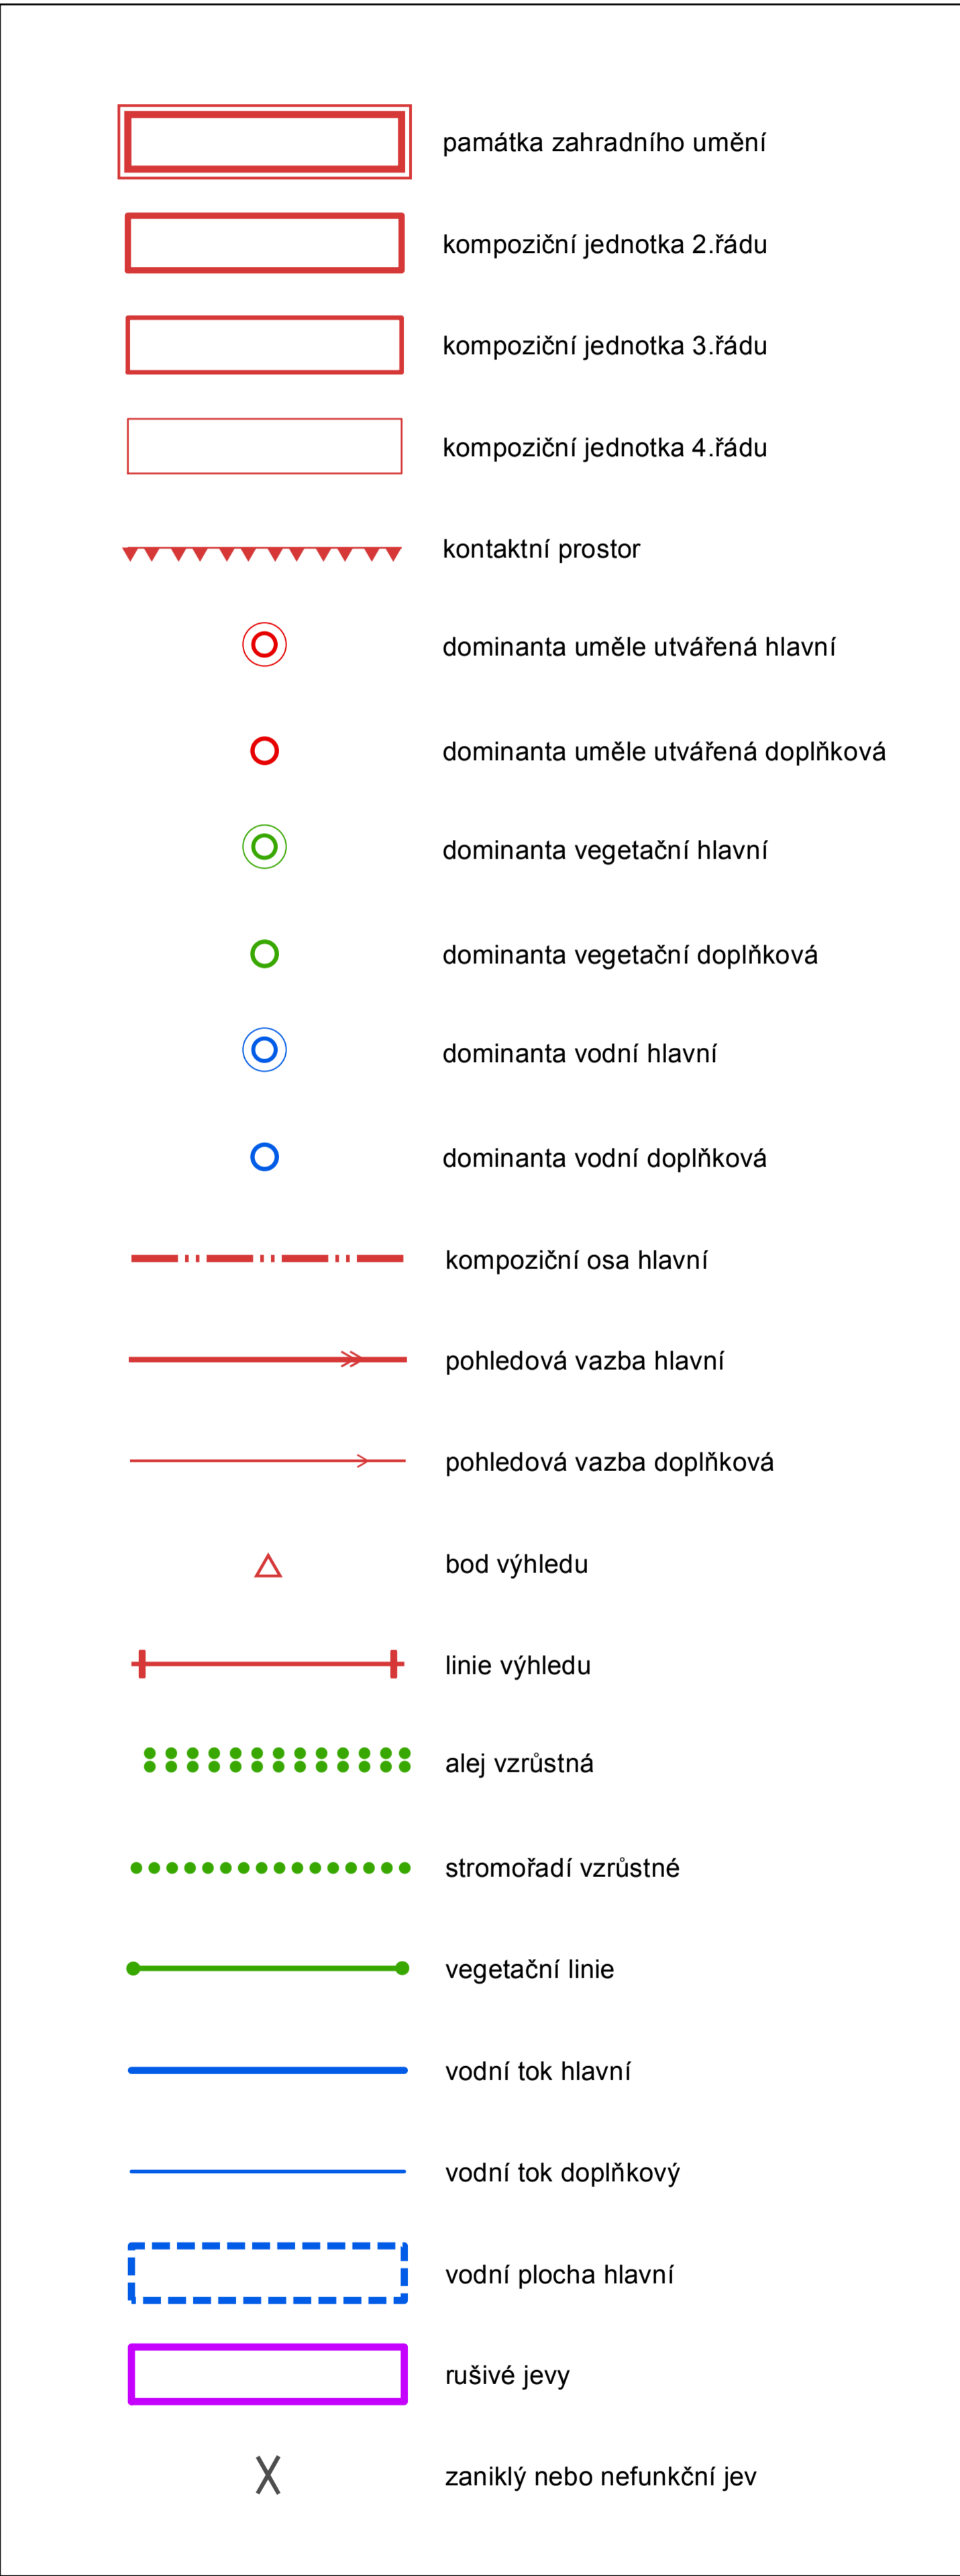 památka zahradního umění
kompoziční jednotka 2.řádu
kompoziční jednotka 3.řádu
kompoziční jednotka 4.řádu
kontaktní prostor
dominanta uměle utvářená hlavní
dominanta uměle utvářená doplňková
dominanta vegetační hlavní
dominanta vegetační doplňková
dominanta vodní hlavní
dominanta vodní doplňková
kompoziční osa hlavní
pohledová vazba hlavní
pohledová vazba doplňková
bod výhledu
linie výhledu
alej vzrůstná
stromořadí vzrůstné
vegetační linie
vodní tok hlavní
vodní tok doplňkový
vodní plocha hlavní
rušivé jevy
zaniklý nebo nefunkční jev